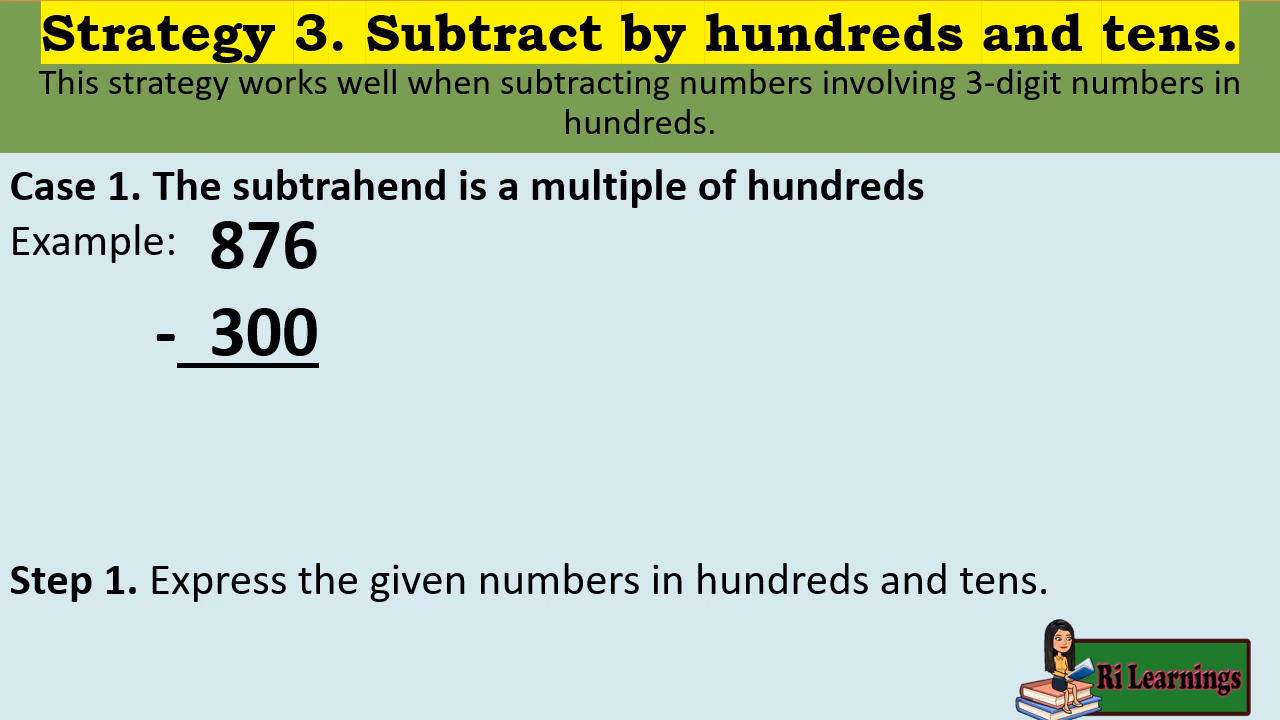 Strategy 3. Subtract by hundreds and tens.
This strategy works well when subtracting numbers involving 3-digit numbers in
hundreds.
Case 1. The subtrahend is a multiple of hundreds
Example: 876
- 300
Step 1. Express the given numbers in hundreds and tens.
Ri Learnings